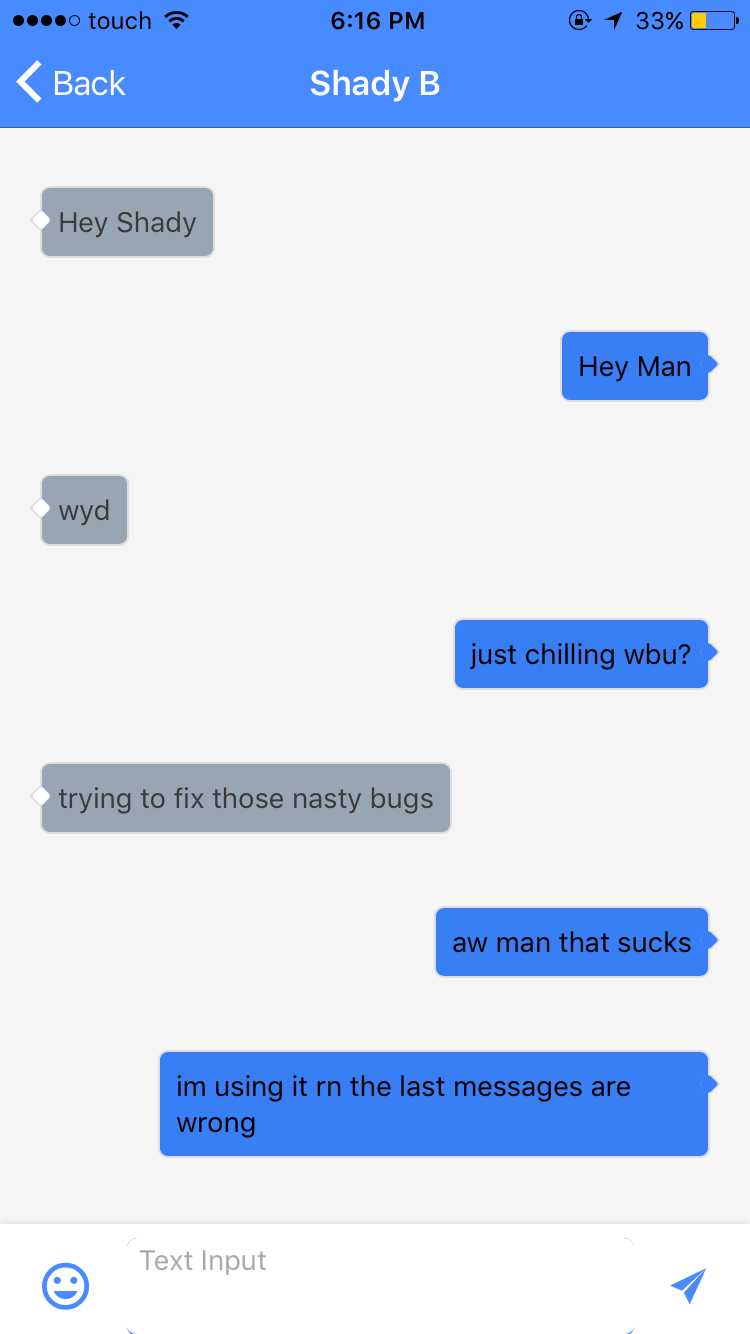 touch 6:16 PM 33%
Back Shady B
Hey Shady
Hey Man
wyd
just chilling wbu?
trying to fix those nasty bugs
aw man that sucks
im using it rn the last messages are
wrong
Text Input